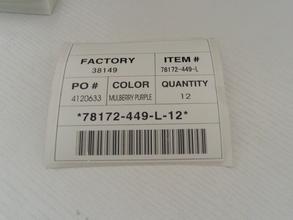 FACTORY ITEM #
38149 78172-449-L
PO # COLOR QUANTITY
4120633 MULBERRY PURPLE 12
*78172-449-L-12*